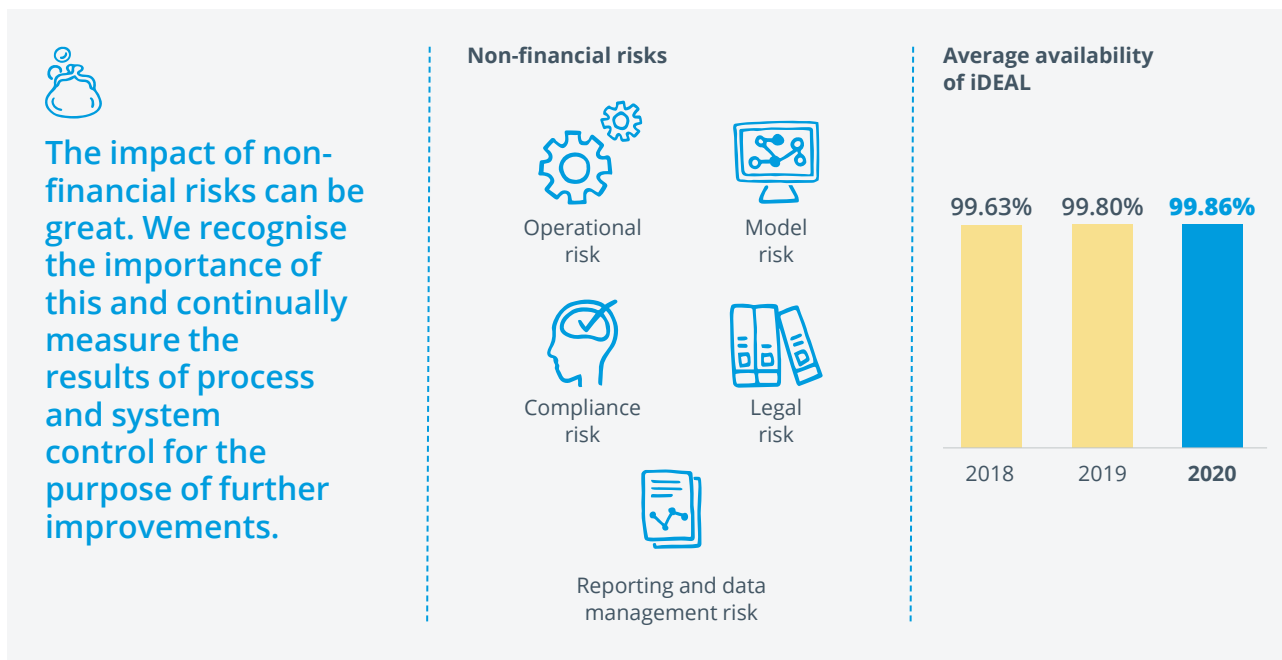 The impact of non-
financial risks can be
great. We recognise
the importance of
this and continually
measure the
results of process
and system
control for the
purpose of further
improvements.
Non-financial risks
Operational
risk
Model
risk
Compliance
risk
Legal
risk
Reporting and data
management risk
Average availability
of iDEAL
99.63% 99.80% 99.86%
2018 2019 2020